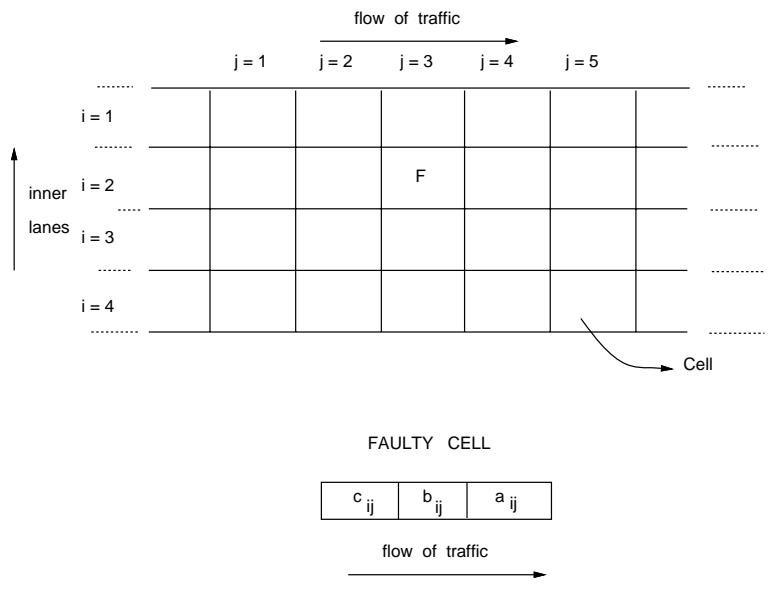 flow of traffic
j = 1 j = 2 j = 3 j = 4 j = 5
i = 1
inner
lanes
i = 2
F
i = 3
i = 4
Cell
FAULTY CELL
c ij b ij a ij
flow of traffic